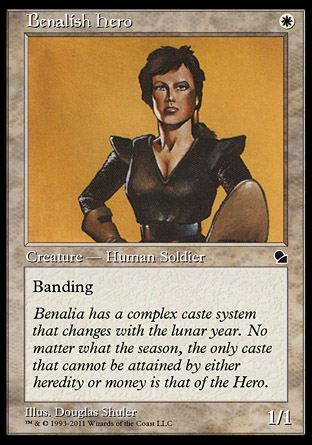 Benalish Hero
Creature — Human Soldier
Banding
Benalia has a complex caste system
that changes with the lunar year. No
matter what the season, the only caste
that cannot be attained by either
heredity or money is that of the Hero.
Illus. Douglas Shuler
™ & © 1993-2011 Wizards of the Coast LLC
1/1